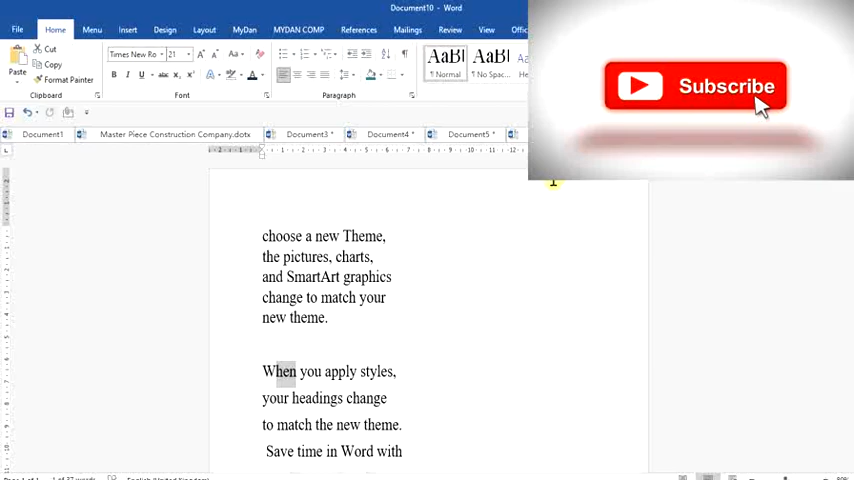 Document10 - Word
File Home Menu Insert Design Layout MyDan MYDAN COMP References Mailings Review View
Subscribe
Cut
Copy
Format Painter
Paste
Times New Ro 21
Clipboard Font Paragraph
AaBl AaBl
¶ Normal ¶ No Spac...
Document1 Master Piece Construction Company.dotx Document3 * Document4 * Document5 *
choose a new Theme,
the pictures, charts,
and SmartArt graphics
change to match your
new theme.
When you apply styles,
your headings change
to match the new theme.
Save time in Word with